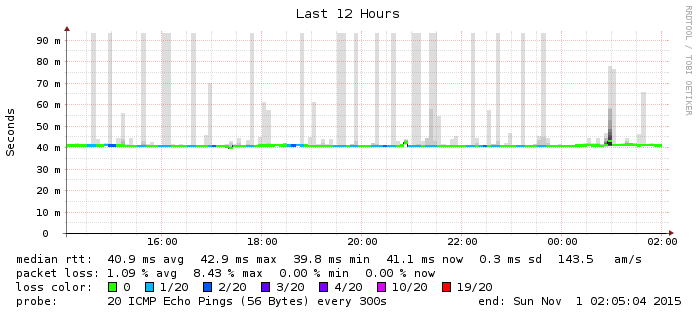 Last 12 Hours
RRDTOOL / TOBI OETIKER
Seconds
90 m
80 m
70 m
60 m
50 m
40 m
30 m
20 m
10 m
0
16:00 18:00 20:00 22:00 00:00 02:00
median rtt: 40.9 ms avg 42.9 ms max 39.8 ms min 41.1 ms now 0.3 ms sd 143.5 am/s
packet loss: 1.09 % avg 8.43 % max 0.00 % min 0.00 % now
loss color: 0 1/20 2/20 3/20 4/20 10/20 19/20
probe: 20 ICMP Echo Pings (56 Bytes) every 300s end: Sun Nov 1 02:05:04 2015